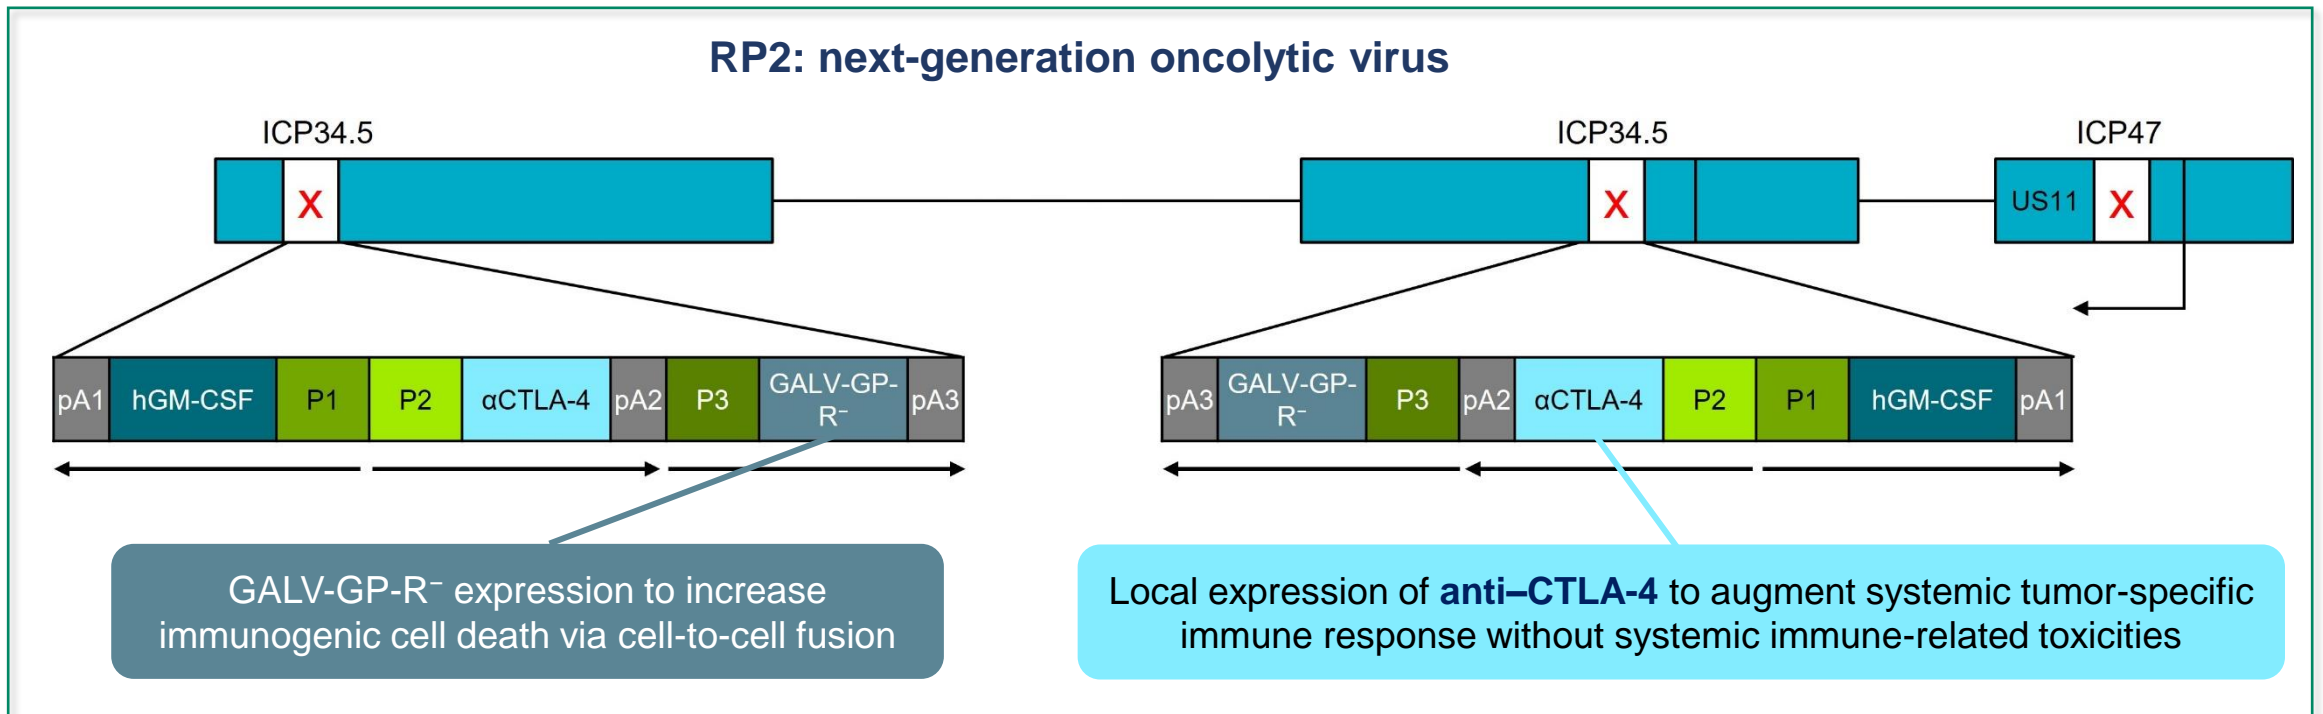 RP2: next-generation oncolytic virus
ICP34.5
ICP34.5
ICP47
X
X
US11
X
pA1
hGM-CSF
P1
P2
αCTLA-4
pA2
P3
GALV-GP-
R⁻
pA3
pA3
GALV-GP-
R⁻
P3
pA2
αCTLA-4
P2
P1
hGM-CSF
pA1
GALV-GP-R⁻ expression to increase
immunogenic cell death via cell-to-cell fusion
Local expression of anti–CTLA-4 to augment systemic tumor-specific
immune response without systemic immune-related toxicities